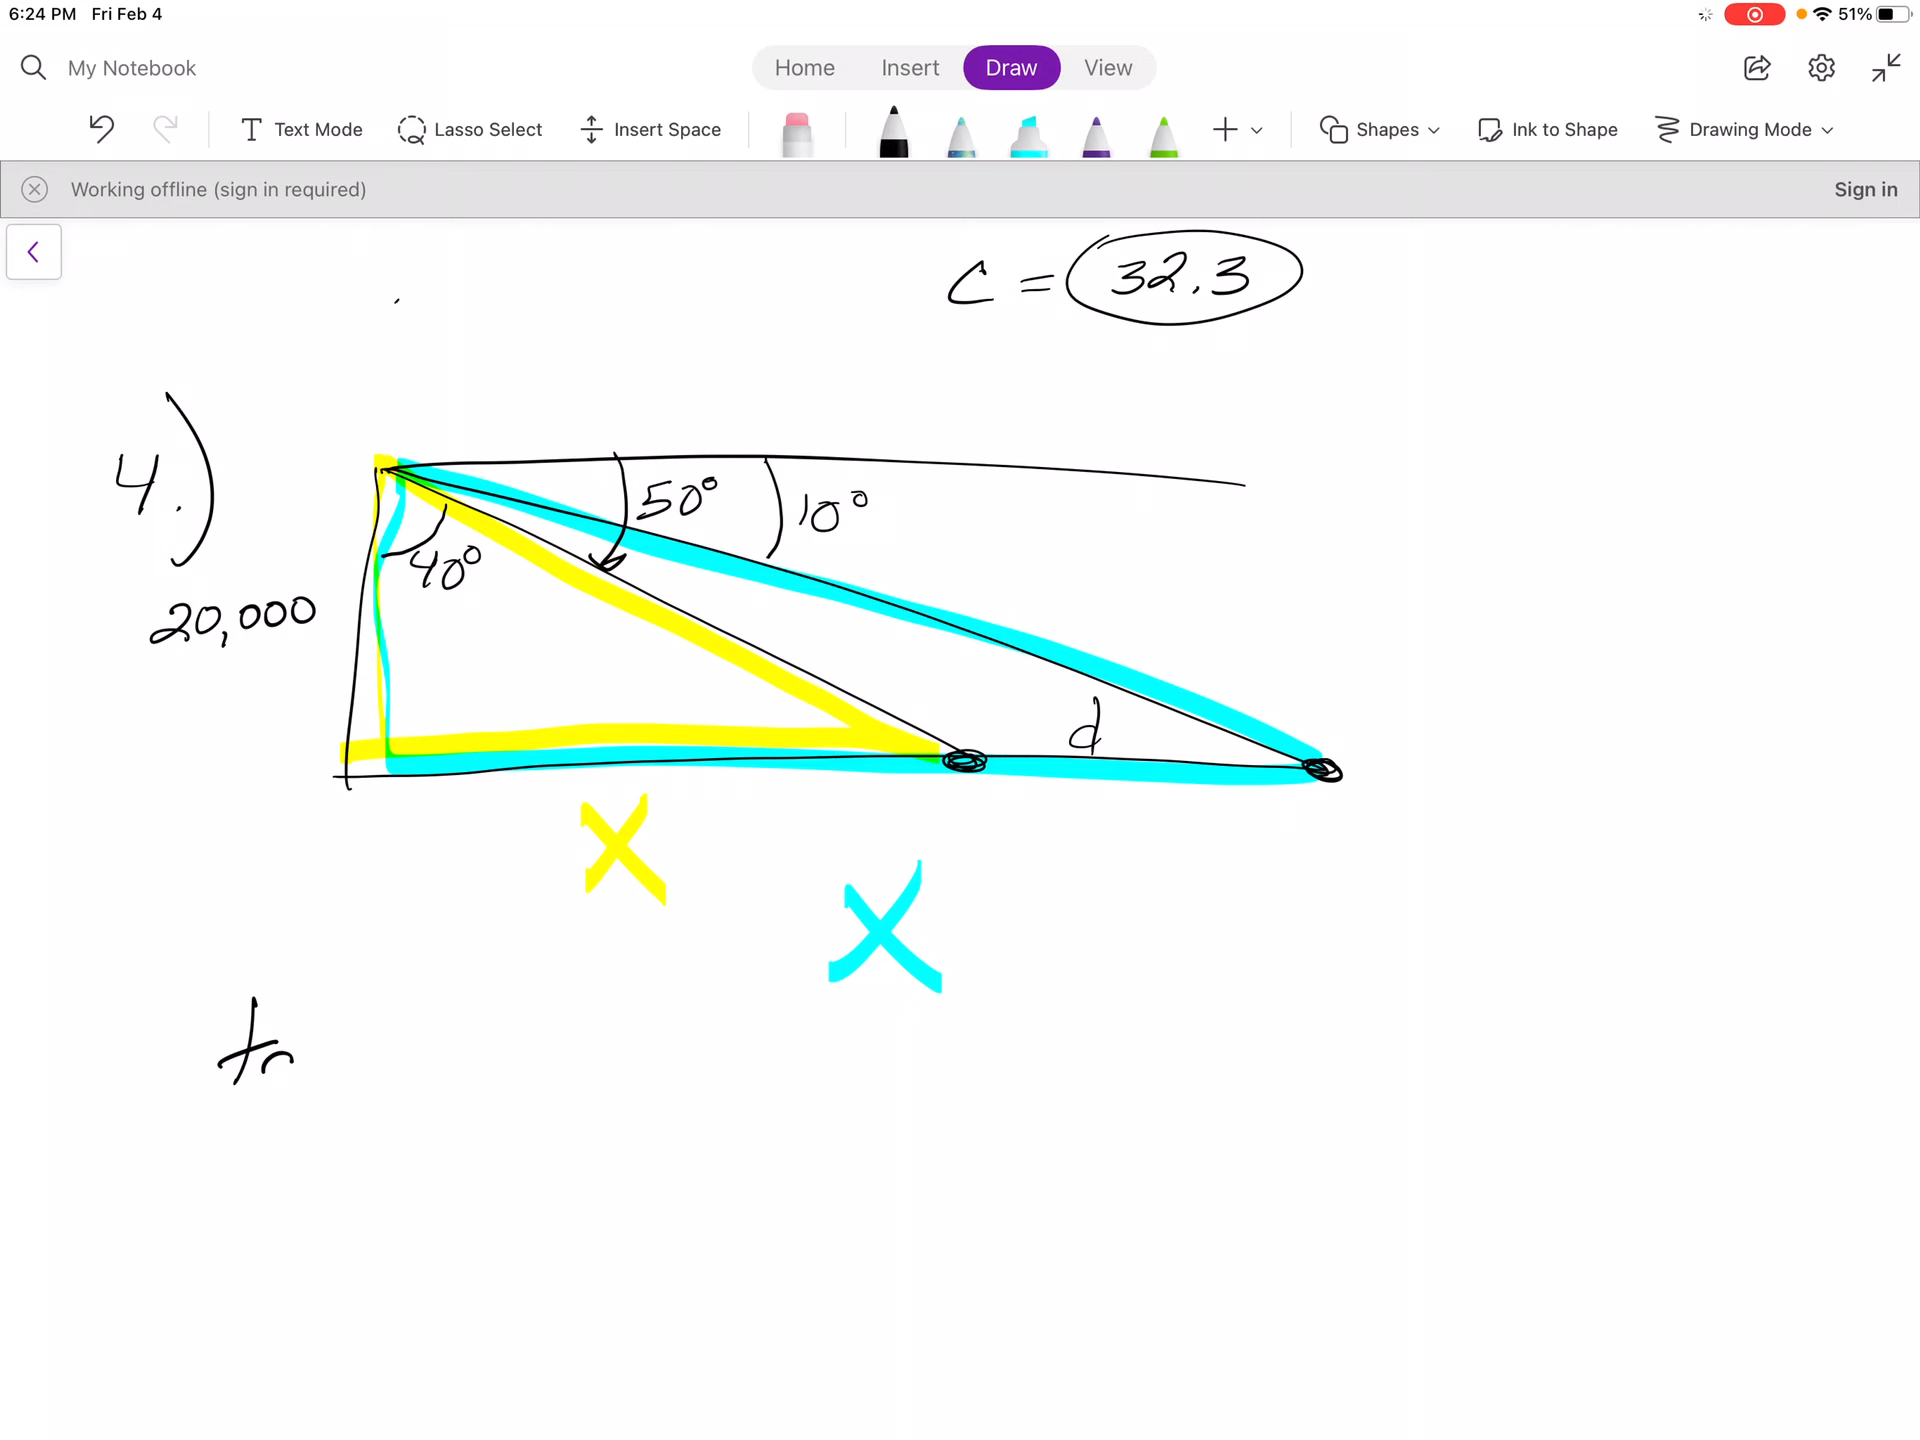 6:24 PM Fri Feb 4
51%
My Notebook
Home Insert Draw View
Text Mode Lasso Select Insert Space Shapes Ink to Shape Drawing Mode
Working offline (sign in required) Sign in
C = 32.3
4.)
50° 10°
40°
20,000
d
X
X